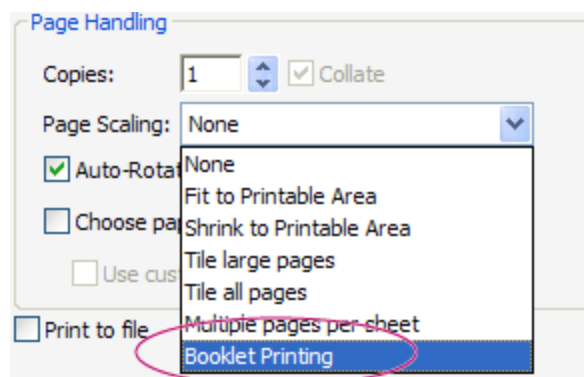 Page Handling
Copies: 1 Collate
Page Scaling: None
Auto-Rotat None
Fit to Printable Area
Choose pa Shrink to Printable Area
Tile large pages
Use cus Tile all pages
Print to file Multiple pages per sheet
Booklet Printing